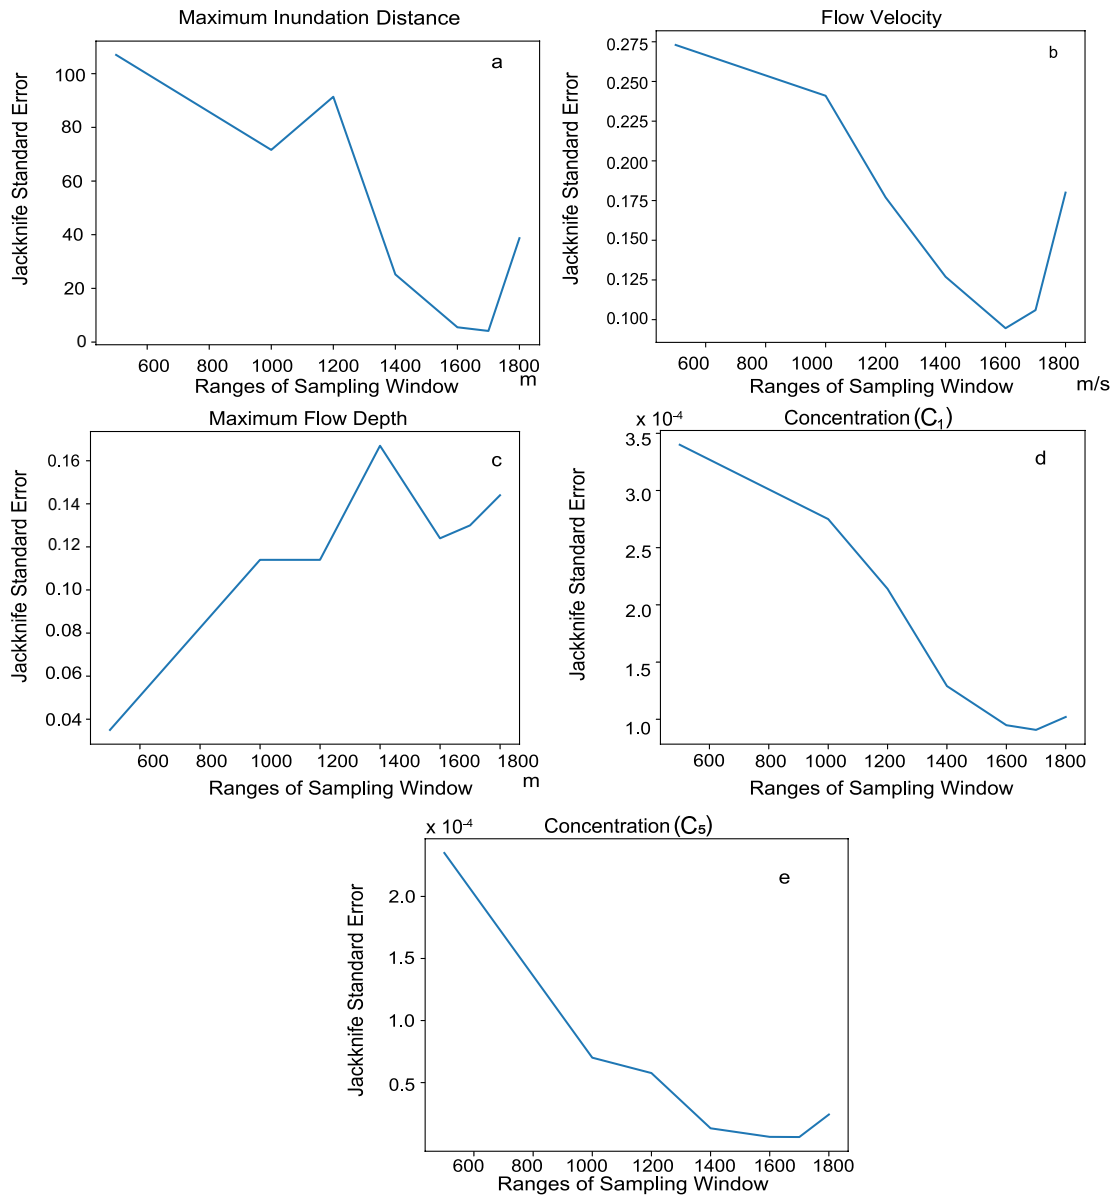 Maximum Inundation Distance
a
Jackknife Standard Error
100
80
60
40
20
0
600 800 1000 1200 1400 1600 1800
Ranges of Sampling Window m
Flow Velocity
b
Jackknife Standard Error
0.275
0.250
0.225
0.200
0.175
0.150
0.125
0.100
600 800 1000 1200 1400 1600 1800
Ranges of Sampling Window m/s
Maximum Flow Depth
c
Jackknife Standard Error
0.16
0.14
0.12
0.10
0.08
0.06
0.04
600 800 1000 1200 1400 1600 1800
Ranges of Sampling Window m
x 10-4 Concentration (C1)
d
Jackknife Standard Error
3.5
3.0
2.5
2.0
1.5
1.0
600 800 1000 1200 1400 1600 1800
Ranges of Sampling Window
x 10-4 Concentration (C5)
e
Jackknife Standard Error
2.0
1.5
1.0
0.5
600 800 1000 1200 1400 1600 1800
Ranges of Sampling Window